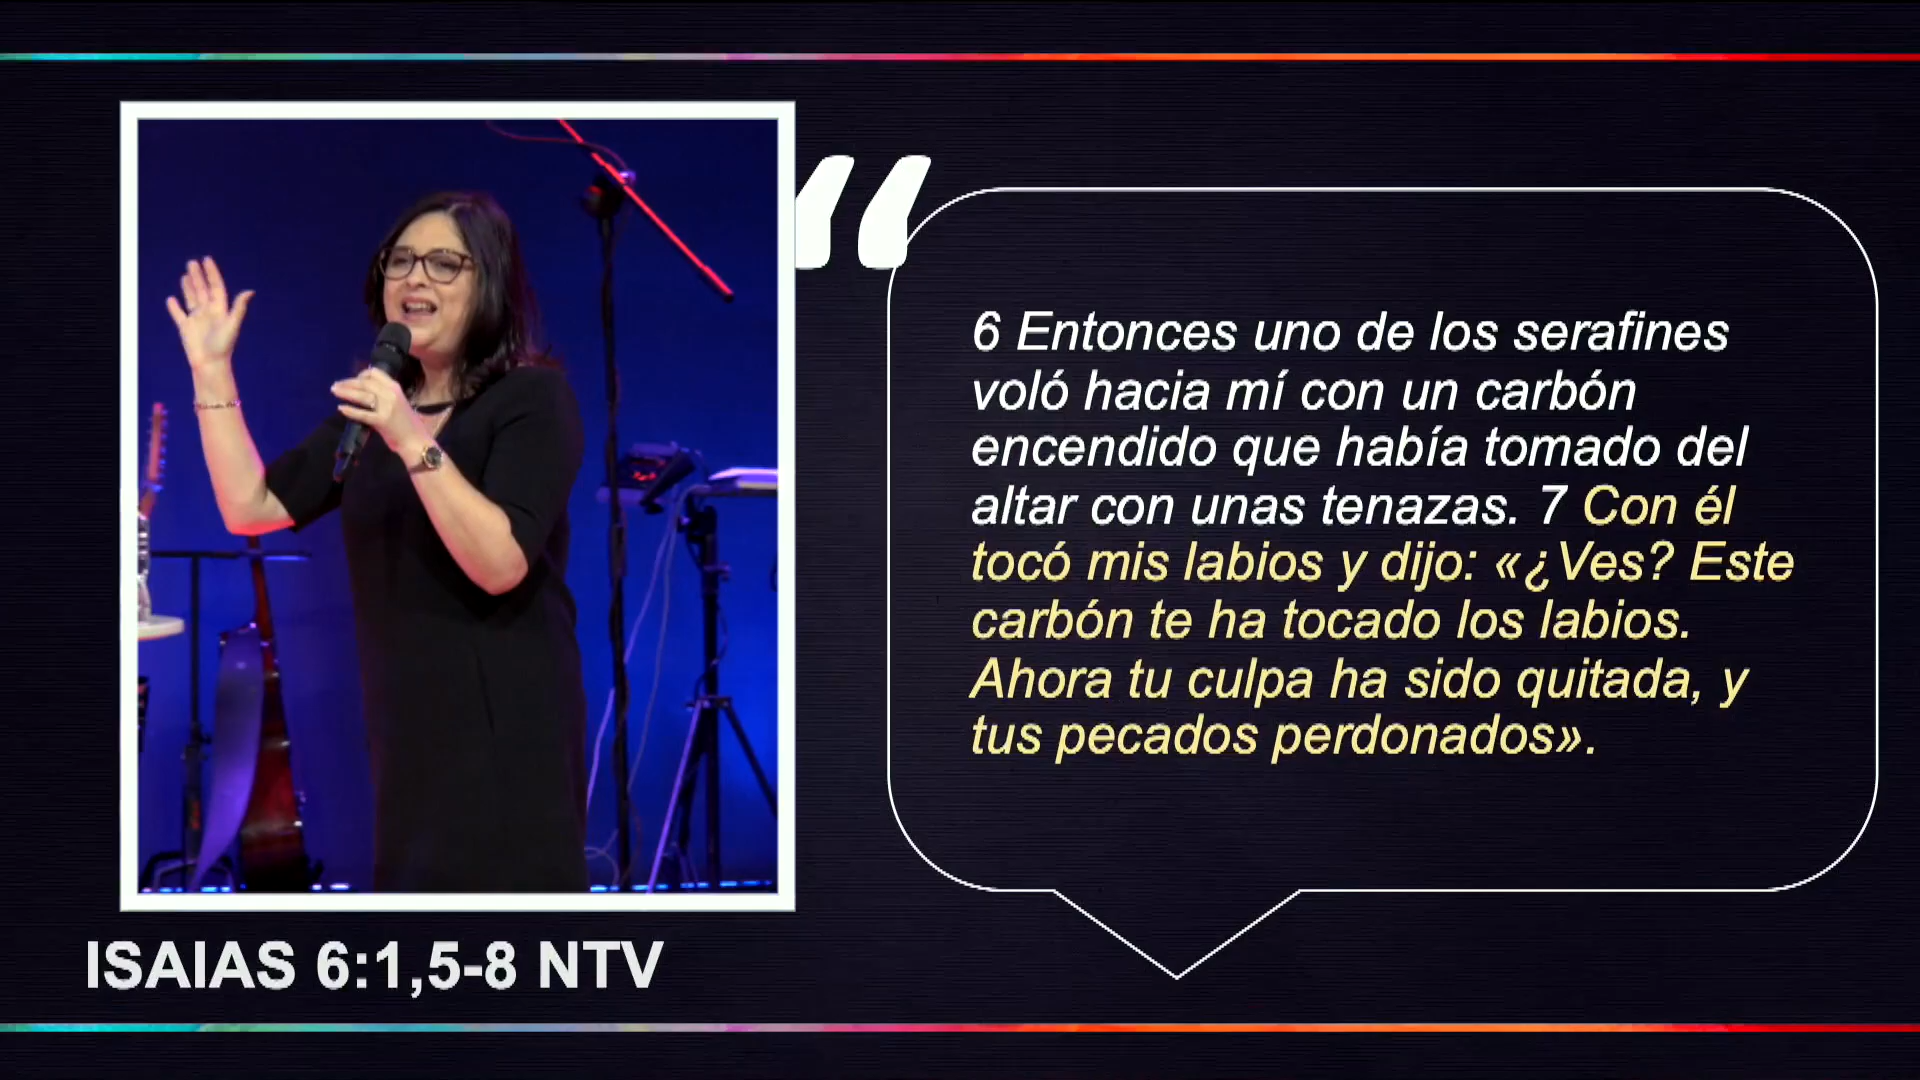 “
6 Entonces uno de los serafines
voló hacia mí con un carbón
encendido que había tomado del
altar con unas tenazas. 7 Con él
tocó mis labios y dijo: «¿Ves? Este
carbón te ha tocado los labios.
Ahora tu culpa ha sido quitada, y
tus pecados perdonados».
ISAIAS 6:1,5-8 NTV